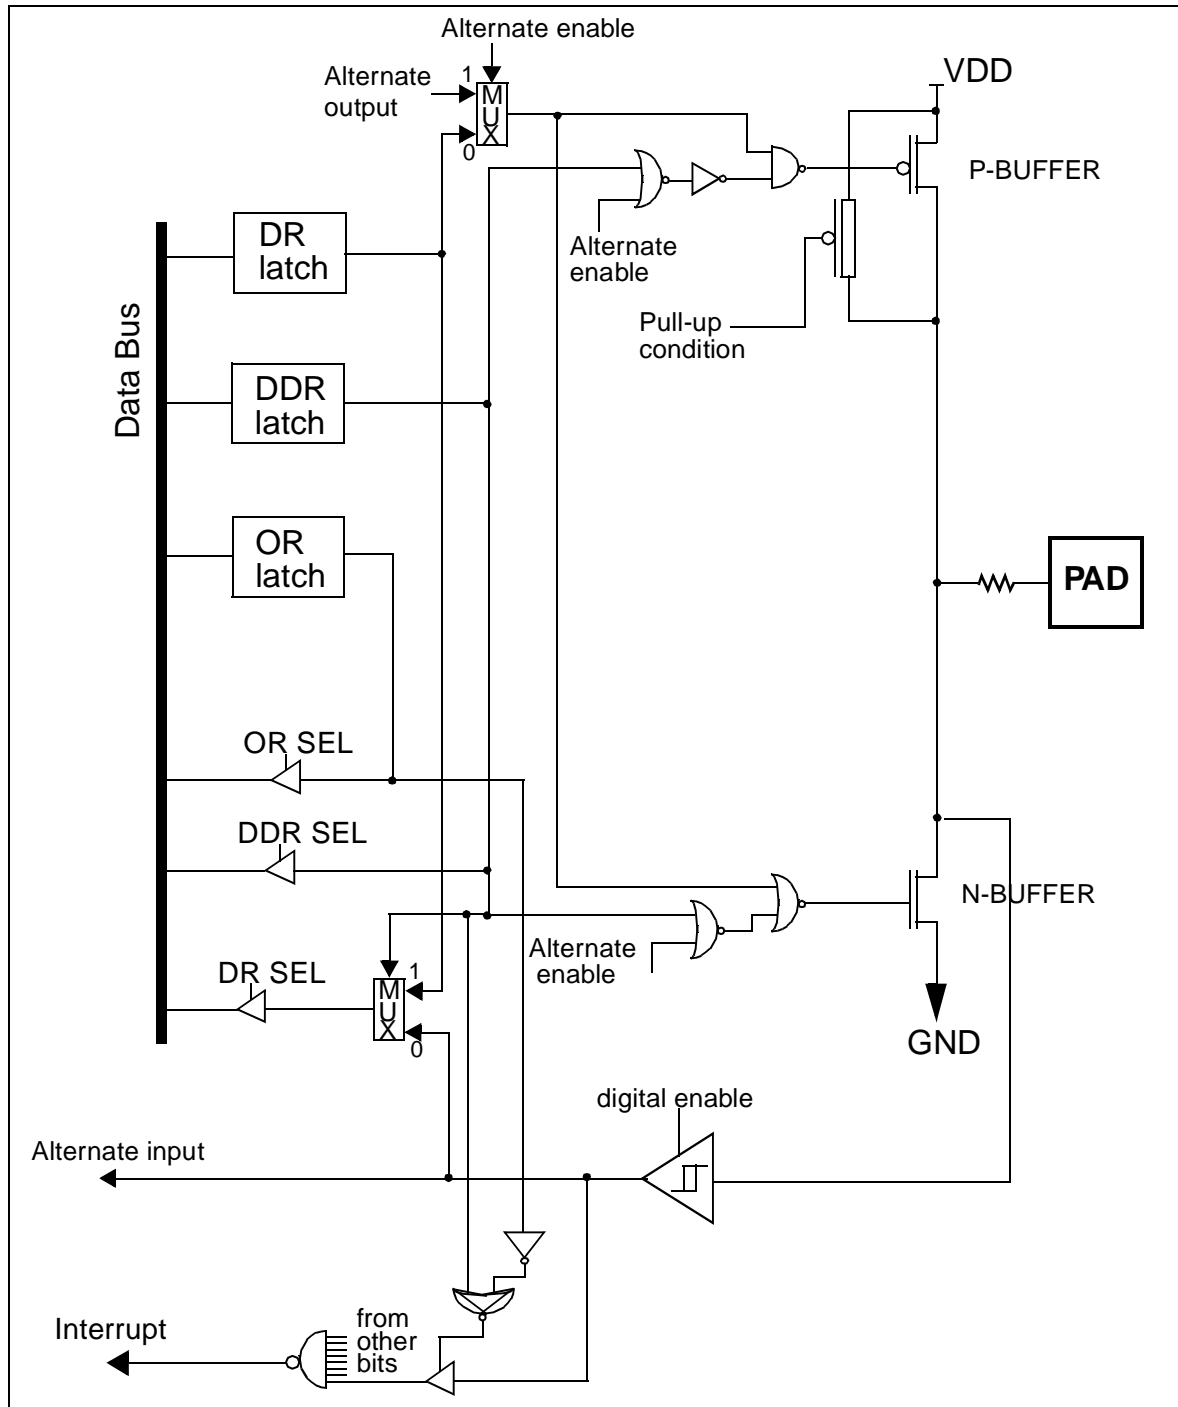 Alternate enable
Alternate
output
1
M
U
X
0
VDD
P-BUFFER
Alternate
enable
DR
latch
Pull-up
condition
Data Bus
DDR
latch
OR
latch
PAD
OR SEL
DDR SEL
N-BUFFER
Alternate
enable
DR SEL
1
M
U
X
0
GND
digital enable
Alternate input
Interrupt
from
other
bits